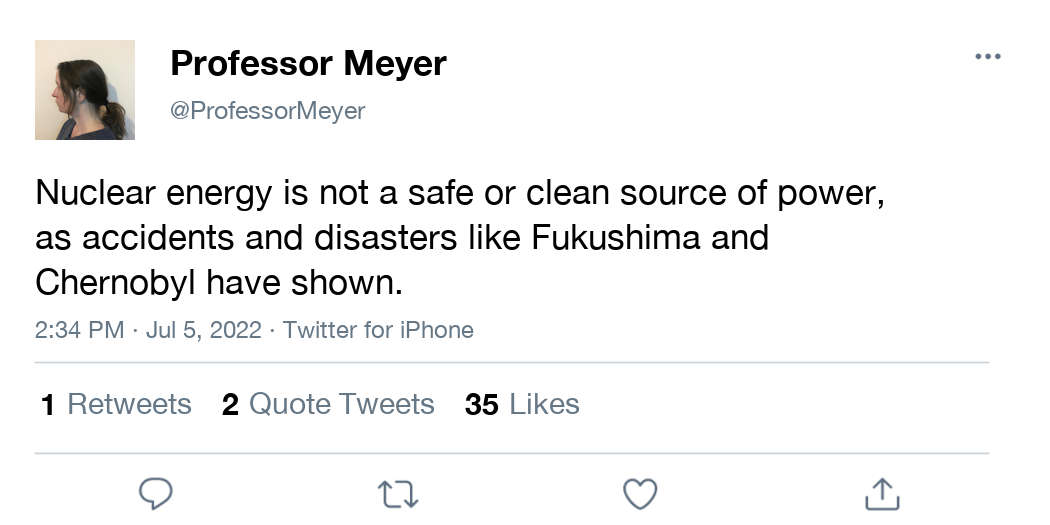 Professor Meyer
@ProfessorMeyer
Nuclear energy is not a safe or clean source of power,
as accidents and disasters like Fukushima and
Chernobyl have shown.
2:34 PM · Jul 5, 2022 · Twitter for iPhone
1 Retweets 2 Quote Tweets 35 Likes